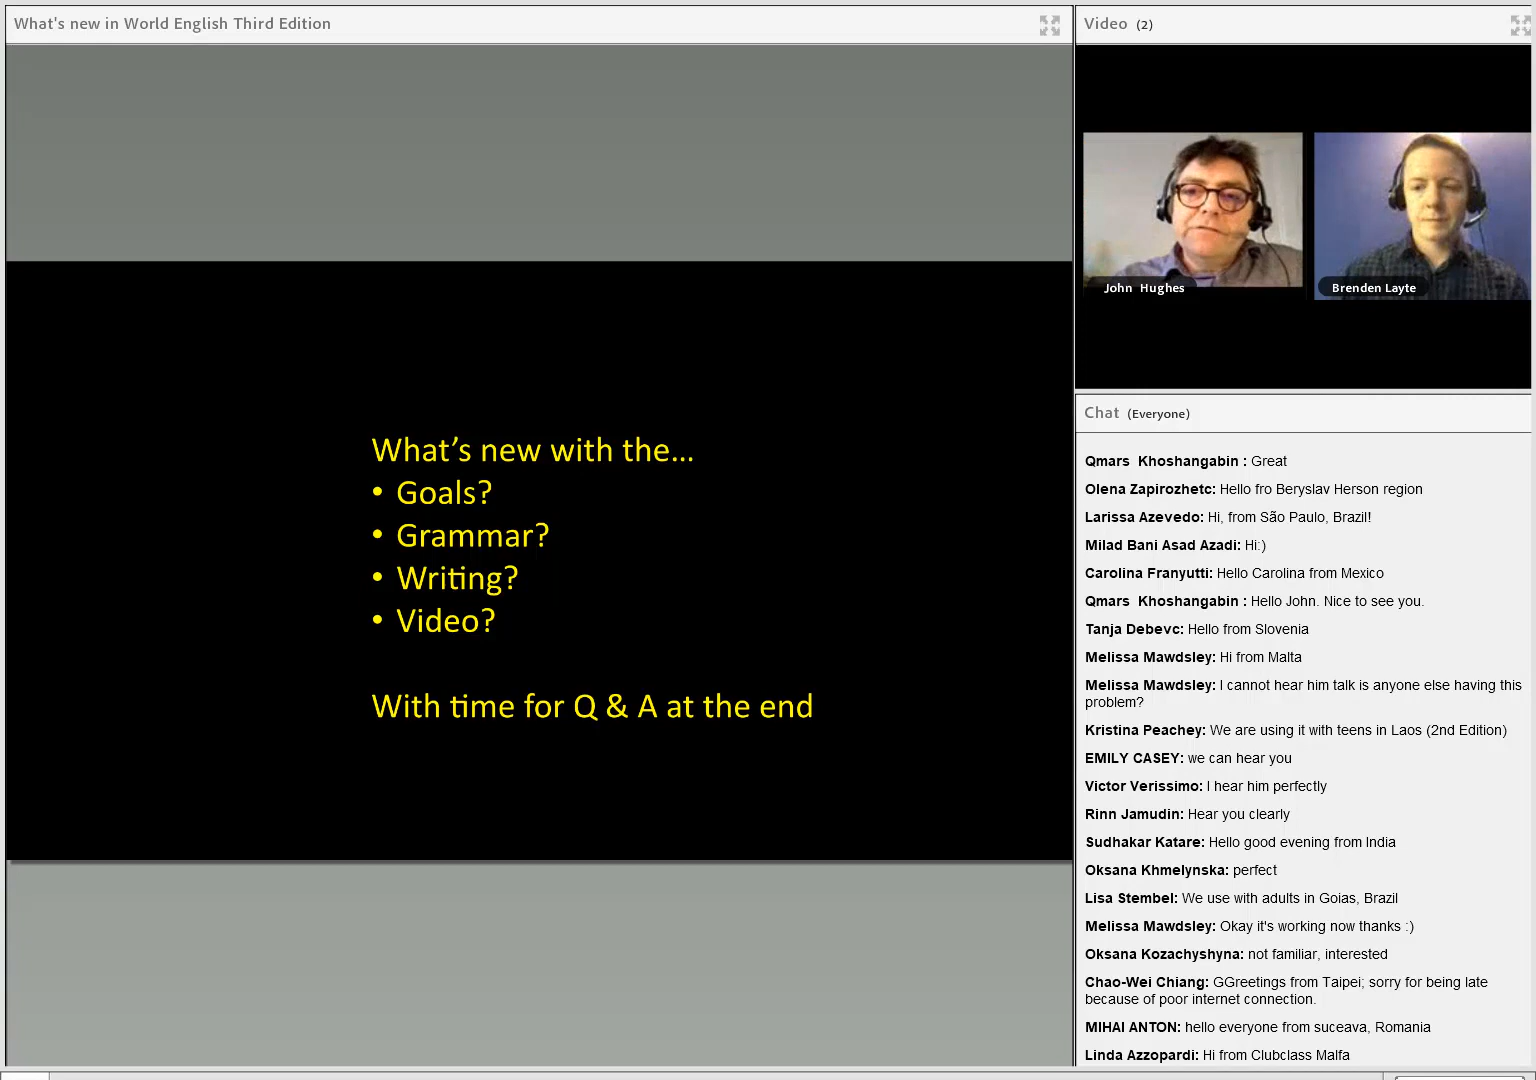 What's new in World English Third Edition
Video (2)
John Hughes
Brenden Layte
What’s new with the...
• Goals?
• Grammar?
• Writing?
• Video?
With time for Q & A at the end
Chat (Everyone)
Qmars Khoshangabin : Great
Olena Zapirozhetc: Hello fro Beryslav Herson region
Larissa Azevedo: Hi, from São Paulo, Brazil!
Milad Bani Asad Azadi: Hi:)
Carolina Franyutti: Hello Carolina from Mexico
Qmars Khoshangabin : Hello John. Nice to see you.
Tanja Debevc: Hello from Slovenia
Melissa Mawdsley: Hi from Malta
Melissa Mawdsley: I cannot hear him talk is anyone else having this
problem?
Kristina Peachey: We are using it with teens in Laos (2nd Edition)
EMILY CASEY: we can hear you
Victor Verissimo: I hear him perfectly
Rinn Jamudin: Hear you clearly
Sudhakar Katare: Hello good evening from India
Oksana Khmelynska: perfect
Lisa Stembel: We use with adults in Goias, Brazil
Melissa Mawdsley: Okay it's working now thanks :)
Oksana Kozachyshyna: not familiar, interested
Chao-Wei Chiang: GGreetings from Taipei; sorry for being late
because of poor internet connection.
MIHAI ANTON: hello everyone from suceava, Romania
Linda Azzopardi: Hi from Clubclass Malfa